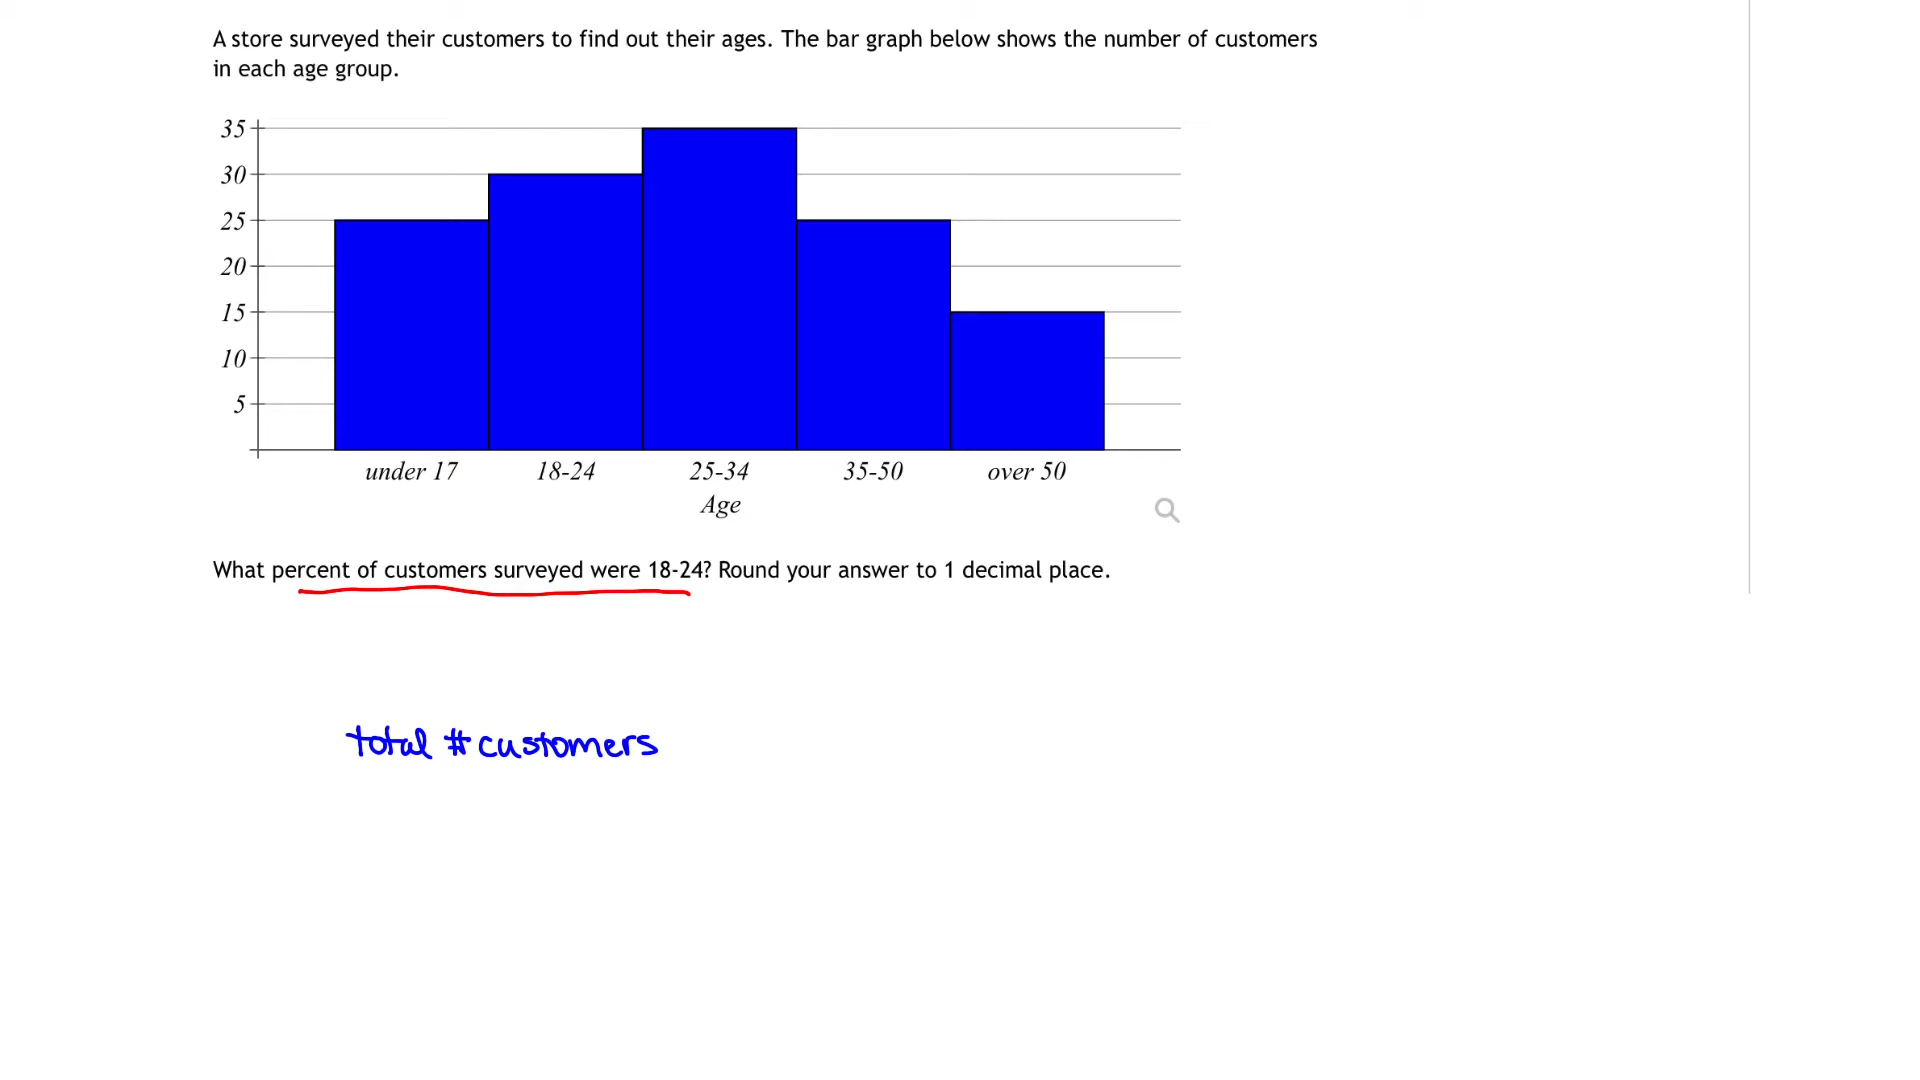 A store surveyed their customers to find out their ages. The bar graph below shows the number of customers
in each age group.
35
30
25
20
15
10
5
under 17 18-24 25-34 35-50 over 50
Age
What percent of customers surveyed were 18-24? Round your answer to 1 decimal place.
total # customers